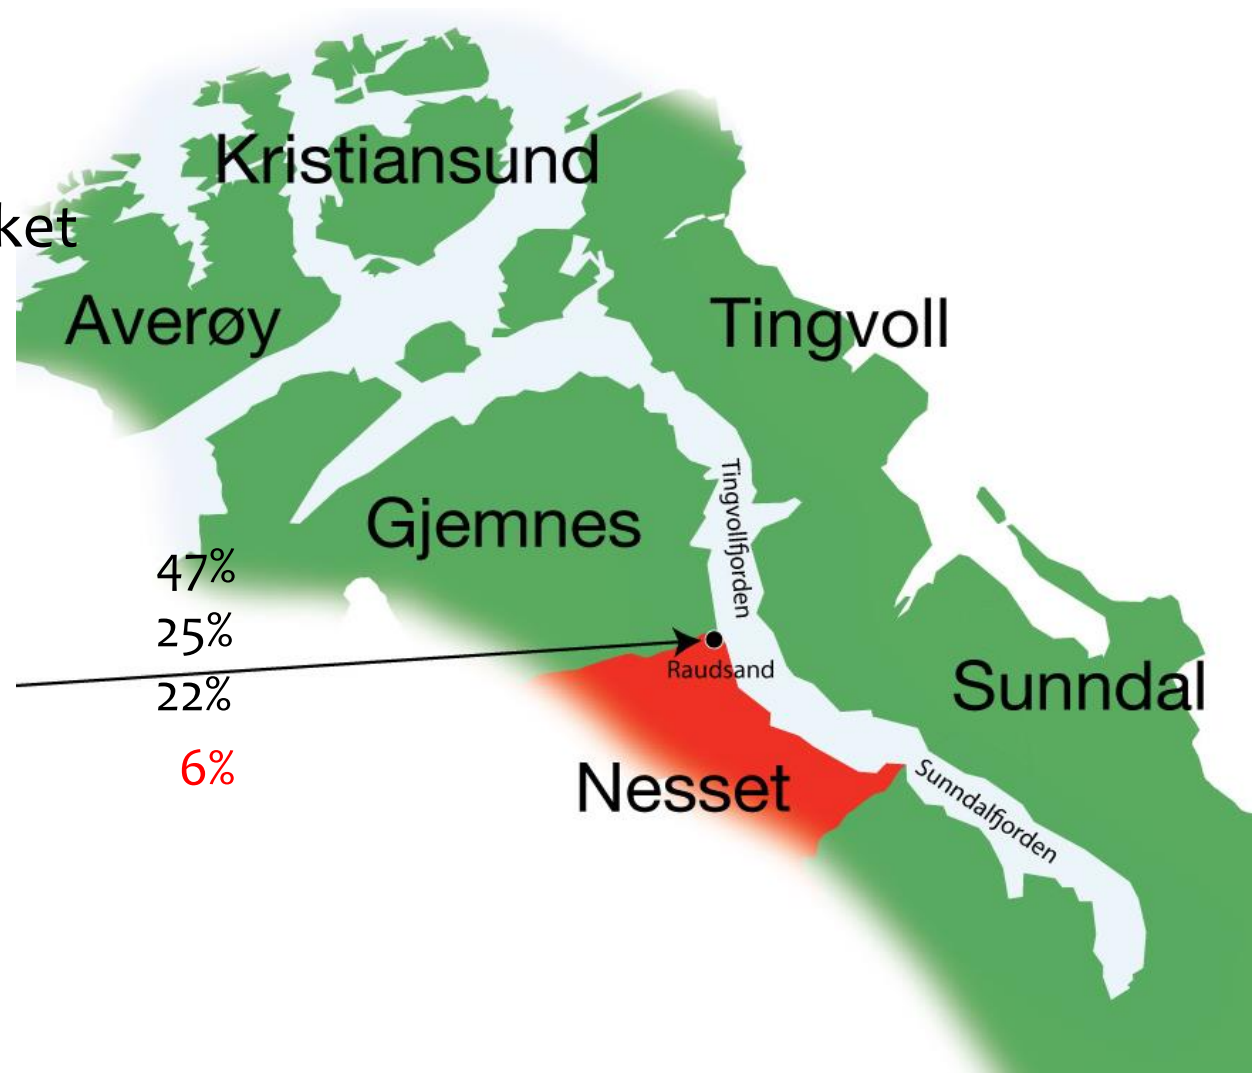 Kristiansund
ket
Averøy
Tingvoll
Tingvollfjorden
Gjemnes
47%
25%
22%
6%
Raudsand
Sunndal
Nesset
Sunndalfjorden